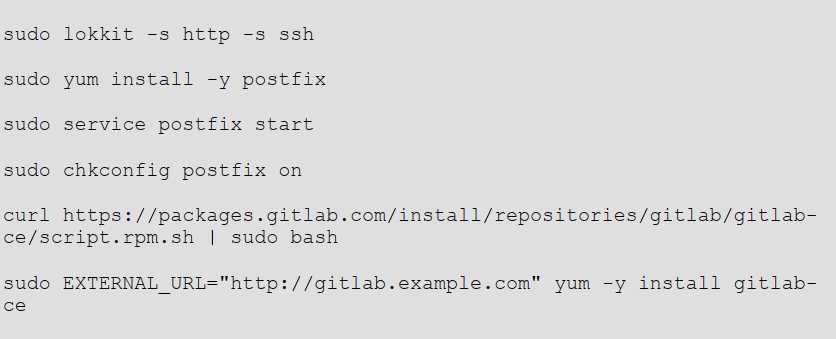 sudo lokkit -s http -s ssh
sudo yum install -y postfix
sudo service postfix start
sudo chkconfig postfix on
curl https://packages.gitlab.com/install/repositories/gitlab/gitlab-
ce/script.rpm.sh | sudo bash
sudo EXTERNAL_URL="http://gitlab.example.com" yum -y install gitlab-
ce